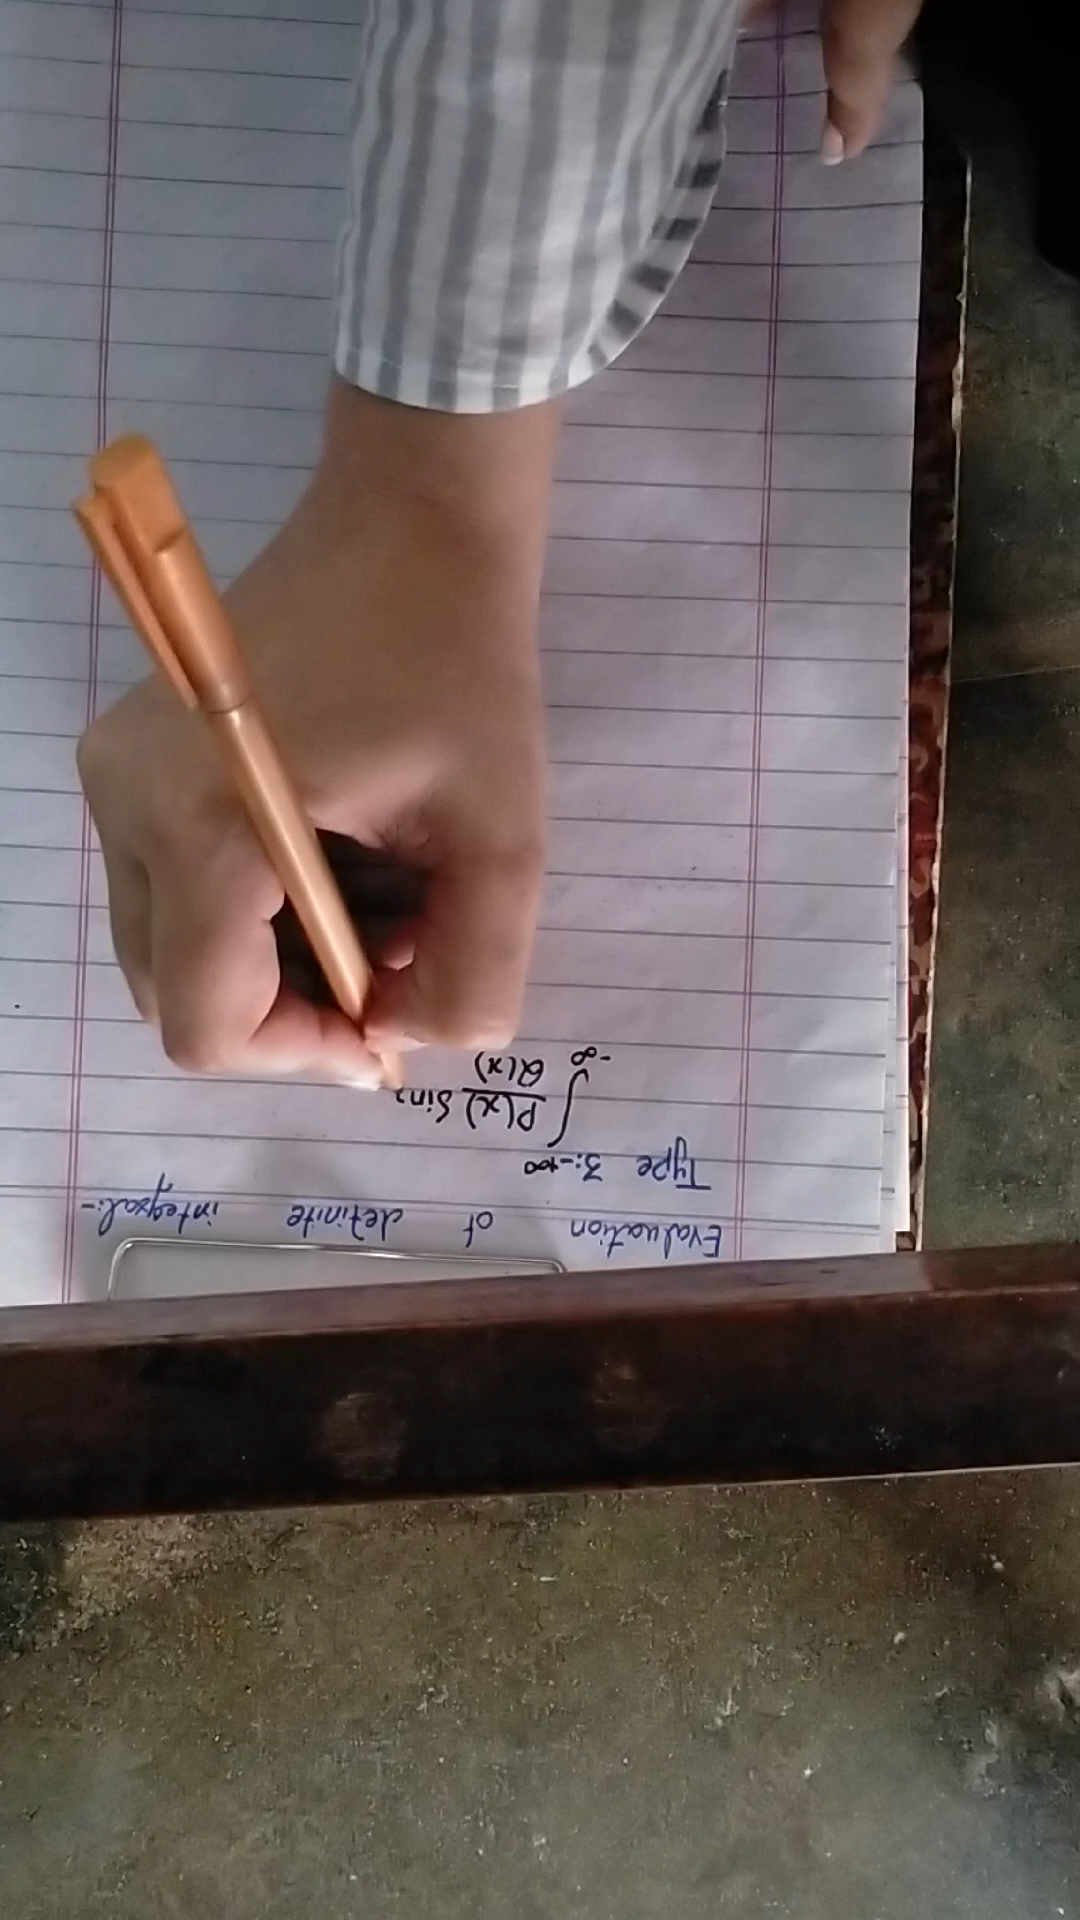 Evaluation of definite integral:-
Type 3:-
∫_{-∞}^{∞} P(x)/Q(x) Sin